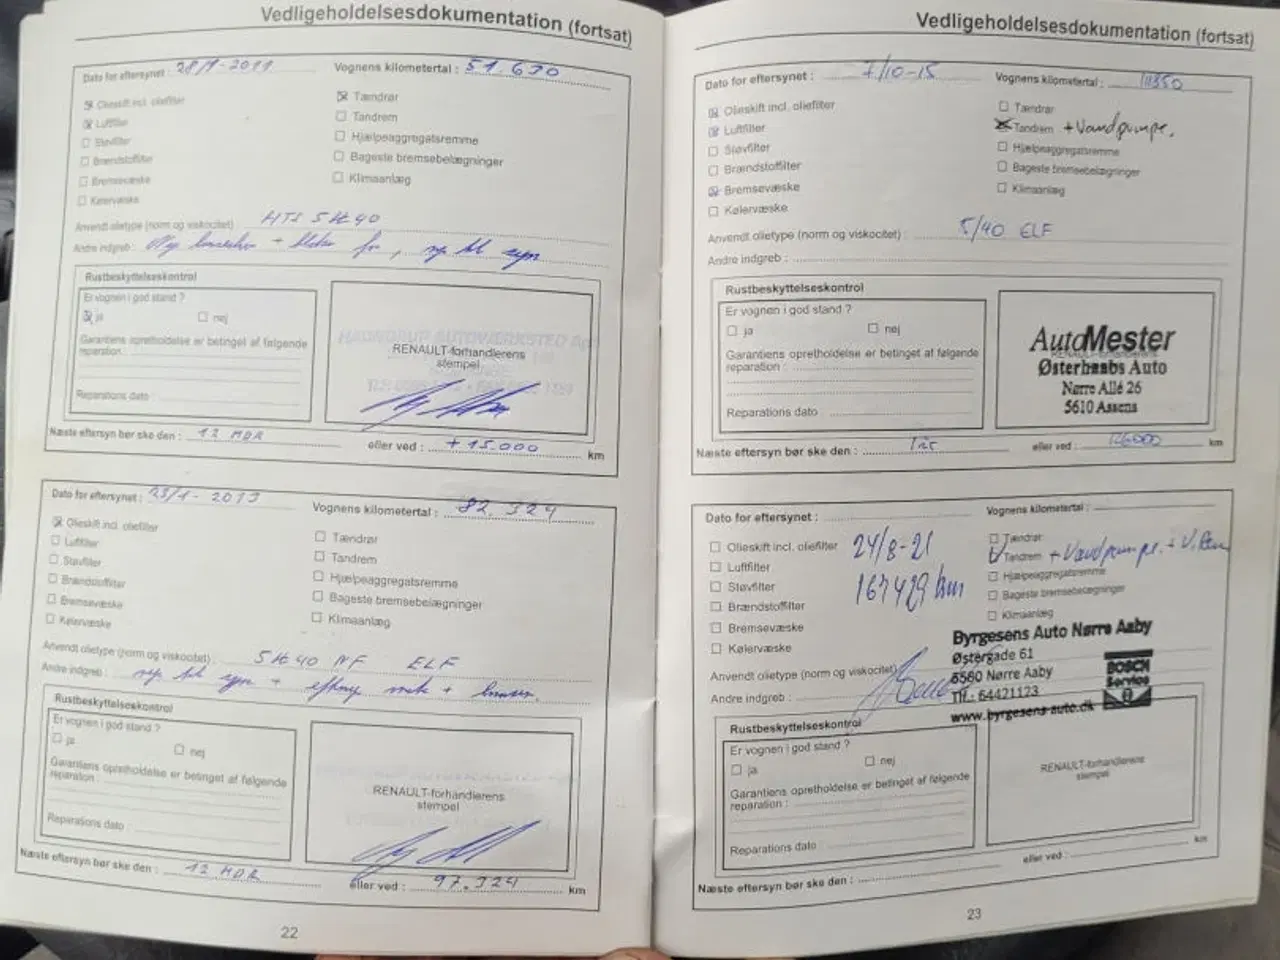 Vedligeholdelsesdokumentation (fortsat)
Dato for eftersynet : 28/1-2011 Vognens kilometertal : 51.630
Olieskift incl. oliefilter
Luftfilter
Støvfilter
Brændstoffilter
Bremsevæske
Kølervæske
Tændrør
Tandrem
Hjælpeaggregatsremme
Bageste bremsebelægninger
Klimaanlæg
Anvendt olietype (norm og viskocitet) : HTI 5W40
Andre indgreb :
Rustbeskyttelseskontrol
Er vognen i god stand ?
ja nej
Garantiens opretholdelse er betinget af følgende
reparation :
Reparations dato :
AUTOVÆRKSTED
RENAULT-forhandlerens
stempel
Næste eftersyn bør ske den : 12 MDR eller ved : + 15.000 km
Dato for eftersynet : 23/1-2013 Vognens kilometertal : 82.324
Olieskift incl. oliefilter
Luftfilter
Støvfilter
Brændstoffilter
Bremsevæske
Kølervæske
Tændrør
Tandrem
Hjælpeaggregatsremme
Bageste bremsebelægninger
Klimaanlæg
Anvendt olietype (norm og viskocitet) : 5W40 NF ELF
Andre indgreb :
Rustbeskyttelseskontrol
Er vognen i god stand ?
ja nej
Garantiens opretholdelse er betinget af følgende
reparation :
Reparations dato :
RENAULT-forhandlerens
stempel
Næste eftersyn bør ske den : 12 MDR eller ved : 97.324 km
22
Vedligeholdelsesdokumentation (fortsat)
Dato for eftersynet : 7/10-15 Vognens kilometertal :
Olieskift incl. oliefilter
Luftfilter
Støvfilter
Brændstoffilter
Bremsevæske
Kølervæske
Tændrør
Tandrem + Vandpumpe.
Hjælpeaggregatsremme
Bageste bremsebelægninger
Klimaanlæg
Anvendt olietype (norm og viskocitet) : 5/40 ELF
Andre indgreb :
Rustbeskyttelseskontrol
Er vognen i god stand ?
ja nej
Garantiens opretholdelse er betinget af følgende
reparation :
Reparations dato
AutoMester
RENAULT-forhandlerens
Østerhaabs Auto
Nørre Allé 26
5610 Assens
Næste eftersyn bør ske den : 1 år eller ved : km
Dato for eftersynet : Vognens kilometertal :
Olieskift incl. oliefilter 24/8-21
Luftfilter
Støvfilter 167429 km
Brændstoffilter
Bremsevæske
Kølervæske
Tændrør
Tandrem + Vandpumpe. +
Hjælpeaggregatsremme
Bageste bremsebelægninger
Klimaanlæg
Anvendt olietype (norm og viskocitet)
Andre indgreb :
Byrgesens Auto Nørre Aaby
Østergade 61
5580 Nørre Aaby
Tlf.: 64421123
www.byrgesens-auto.dk
BOSCH
Service
Rustbeskyttelseskontrol
Er vognen i god stand ?
ja nej
Garantiens opretholdelse er betinget af følgende
reparation :
Reparations dato
RENAULT-forhandlerens
stempel
Næste eftersyn bør ske den : eller ved : km
23